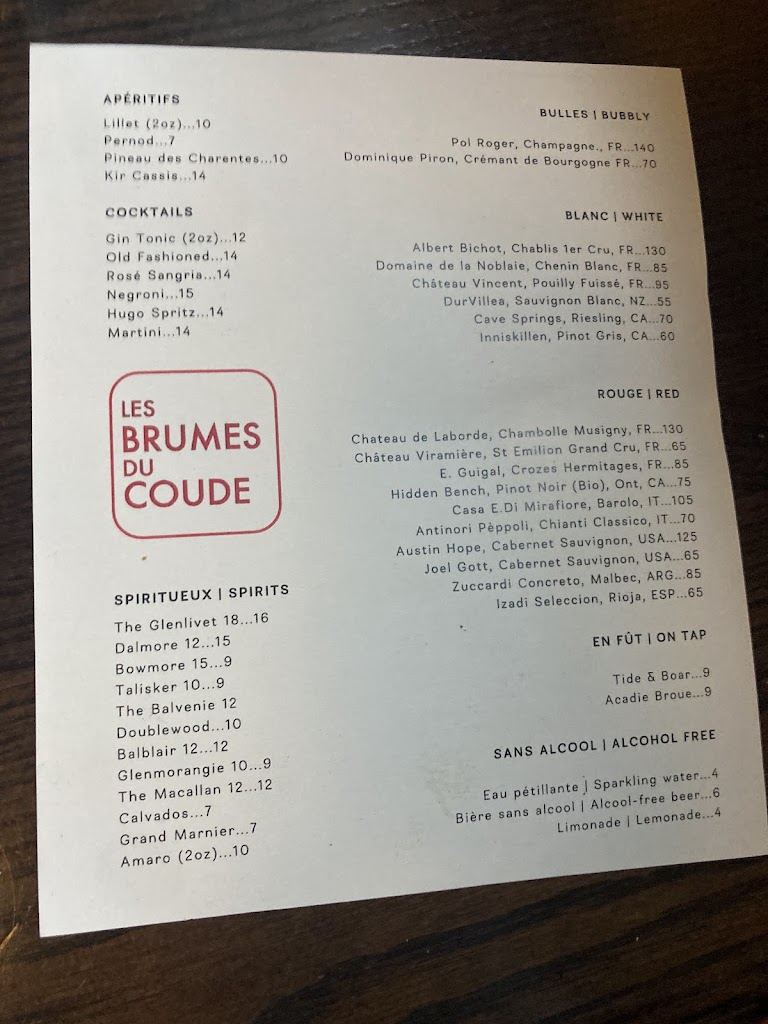 APÉRITIFS
Lillet (2oz)...10
Pernod...7
Pineau des Charentes...10
Kir Cassis...14
COCKTAILS
Gin Tonic (2oz)...12
Old Fashioned...14
Rosé Sangria...14
Negroni...15
Hugo Spritz...14
Martini...14
LES
BRUMES
DU
COUDE
SPIRITUEUX | SPIRITS
The Glenlivet 18...16
Dalmore 12...15
Bowmore 15...9
Talisker 10...9
The Balvenie 12
Doublewood...10
Balblair 12...12
Glenmorangie 10...9
The Macallan 12...12
Calvados...7
Grand Marnier...7
Amaro (2oz)...10
BULLES | BUBBLY
Pol Roger, Champagne., FR...140
Dominique Piron, Crémant de Bourgogne FR...70
BLANC | WHITE
Albert Bichot, Chablis 1er Cru, FR...130
Domaine de la Noblaie, Chenin Blanc, FR...85
Château Vincent, Pouilly Fuissé, FR...95
DurVillea, Sauvignon Blanc, NZ...55
Cave Springs, Riesling, CA...70
Inniskillen, Pinot Gris, CA...60
ROUGE | RED
Chateau de Laborde, Chambolle Musigny, FR...130
Château Viramière, St Emilion Grand Cru, FR...65
E. Guigal, Crozes Hermitages, FR...85
Hidden Bench, Pinot Noir (Bio), Ont, CA...75
Casa E.Di Mirafiore, Barolo, IT...105
Antinori Pèppoli, Chianti Classico, IT...70
Austin Hope, Cabernet Sauvignon, USA...125
Joel Gott, Cabernet Sauvignon, USA...65
Zuccardi Concreto, Malbec, ARG...85
Izadi Seleccion, Rioja, ESP...65
EN FÛT | ON TAP
Tide & Boar...9
Acadie Broue...9
SANS ALCOOL | ALCOHOL FREE
Eau pétillante | Sparkling water...4
Bière sans alcool | Alcool-free beer...6
Limonade | Lemonade...4